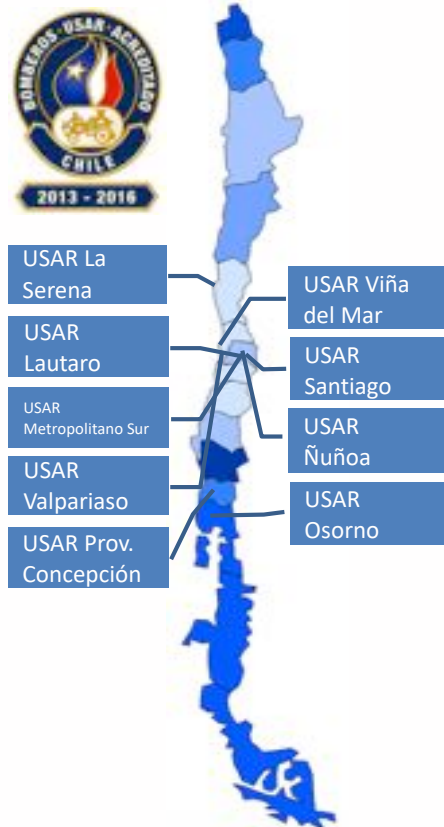 BOMBEROS·USAR·ACREDITADO
CHILE
2013 - 2016
USAR La
Serena
USAR
Lautaro
USAR
Metropolitano Sur
USAR
Valpariaso
USAR Prov.
Concepción
USAR Viña
del Mar
USAR
Santiago
USAR
Ñuñoa
USAR
Osorno